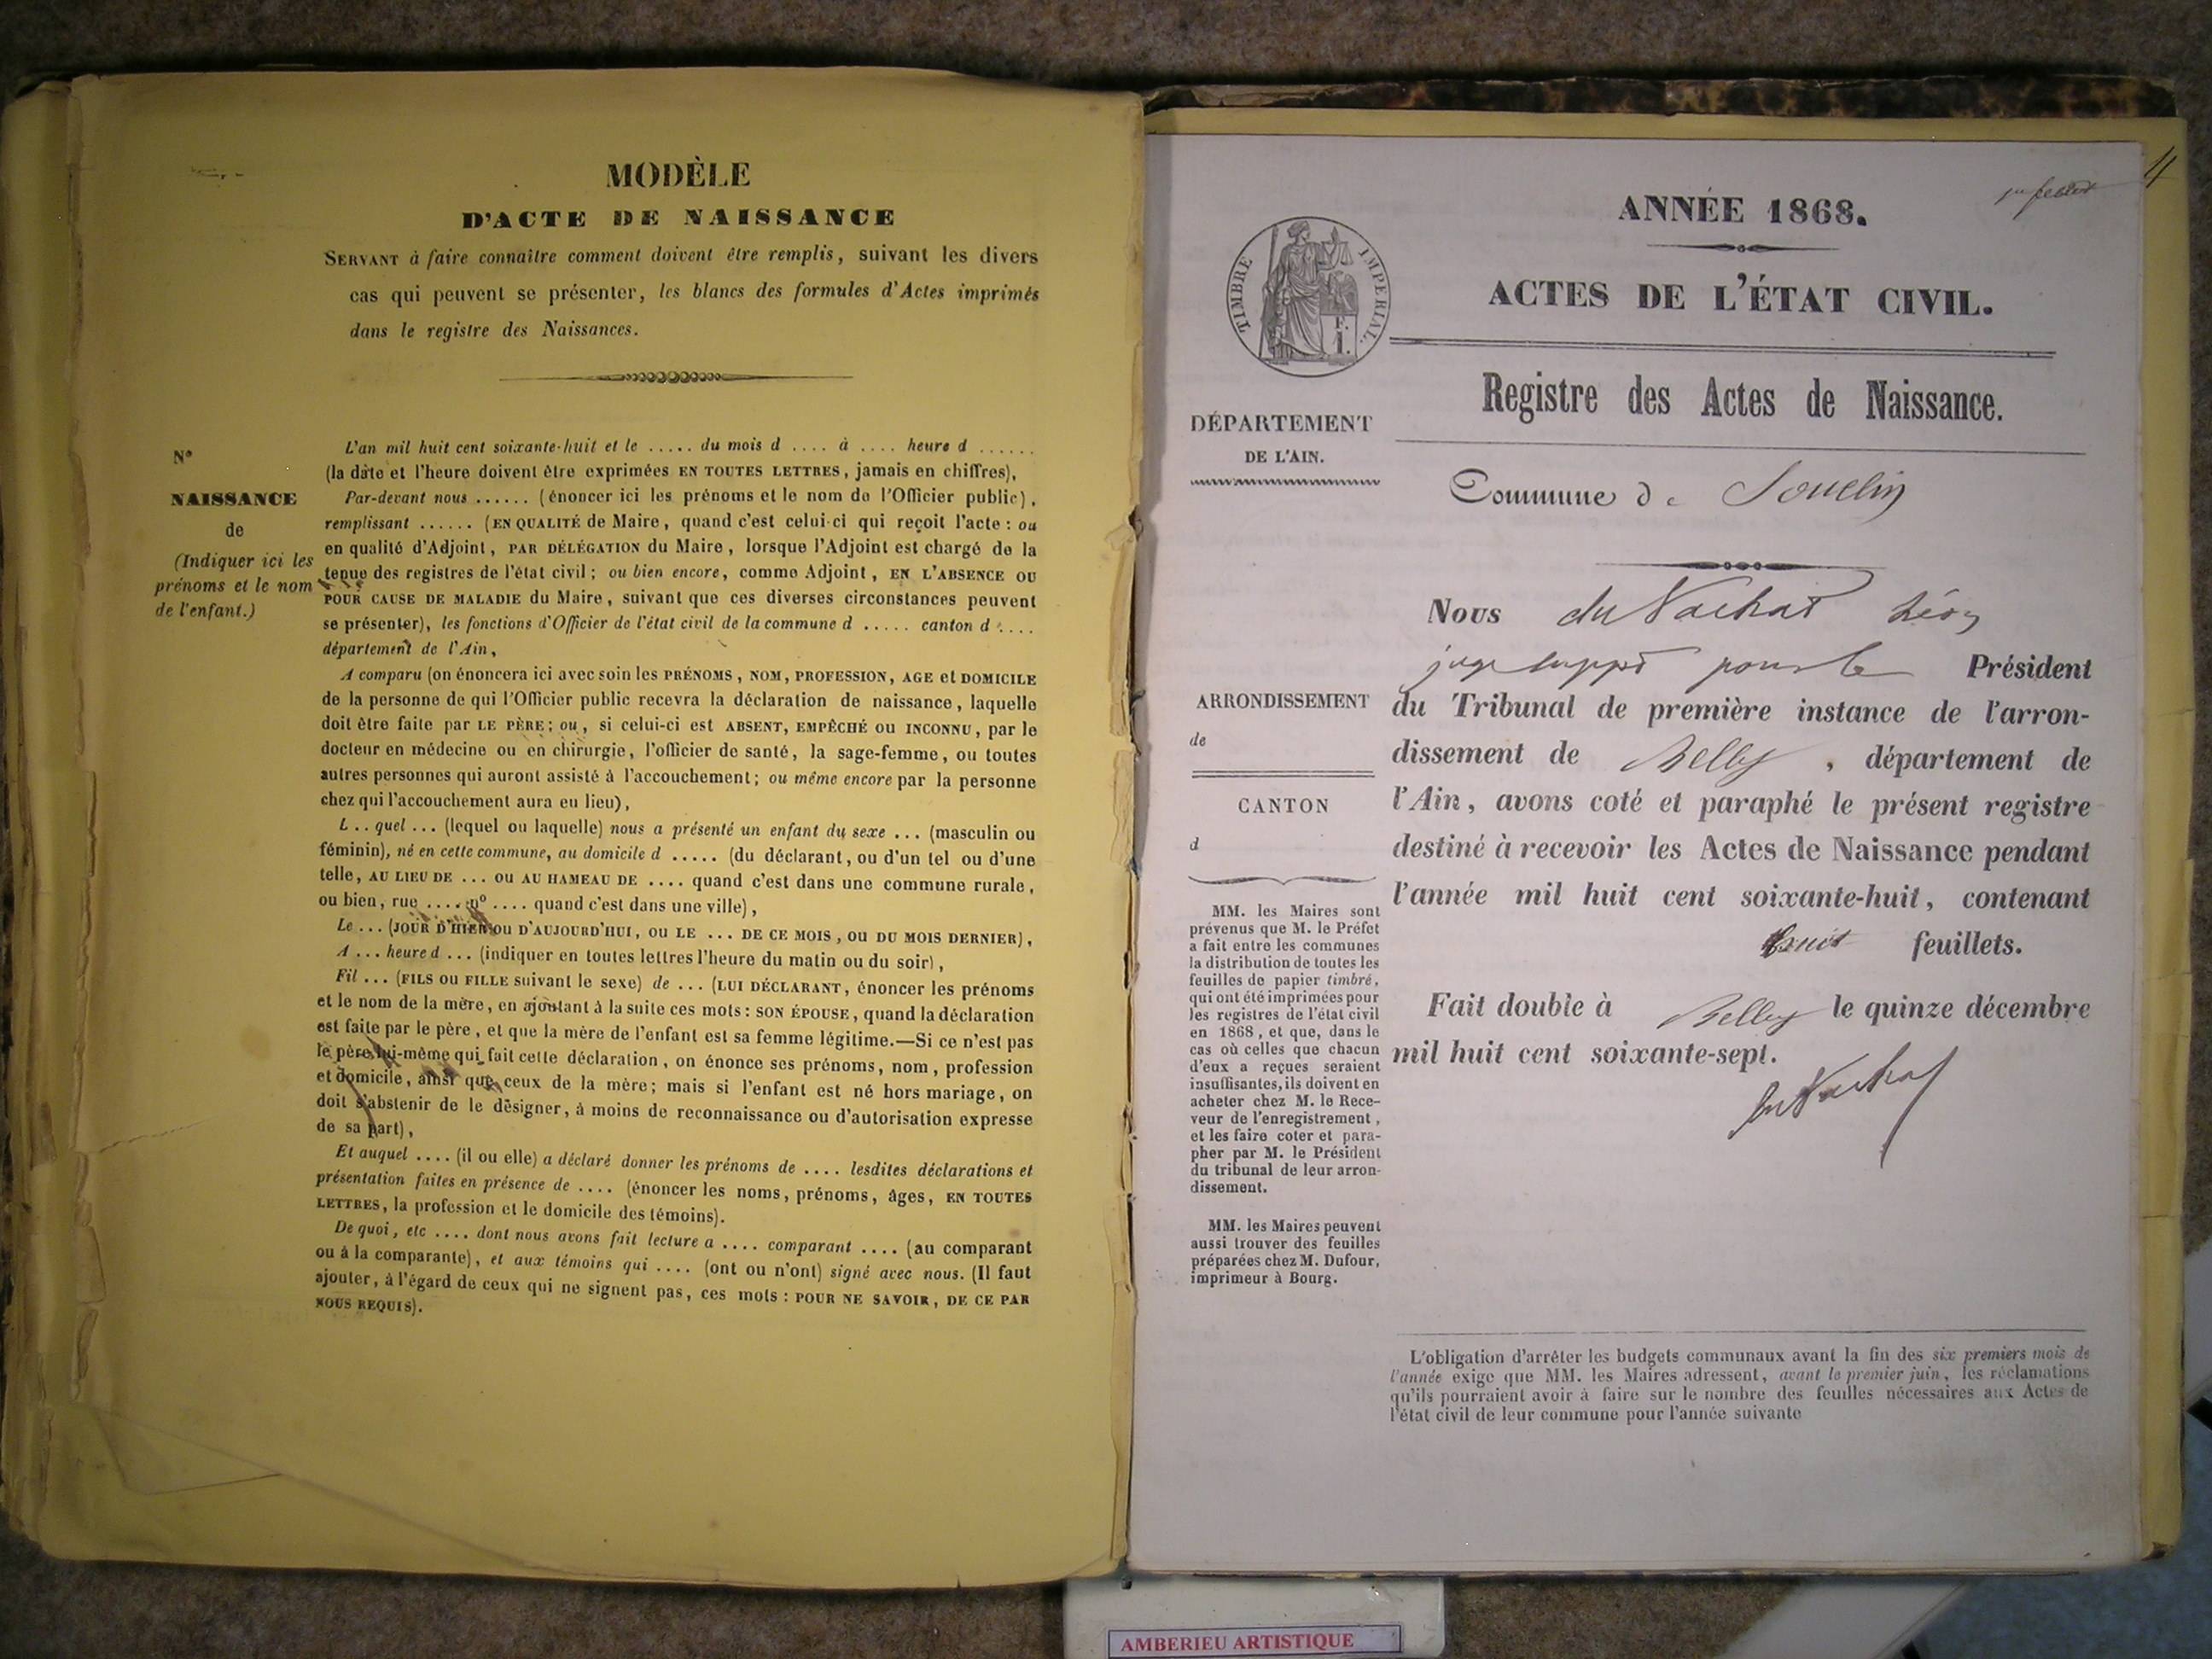 MODÈLE
D'ACTE DE NAISSANCE
SERVANT à faire connaître comment doivent être remplis, suivant les divers
cas qui peuvent se présenter, les blancs des formules d'Actes imprimés
dans le registre des Naissances.
N°
NAISSANCE
de
(Indiquer ici les
prénoms et le nom
de l'enfant.)
L'an mil huit cent soixante-huit et le ..... du mois d .... à .... heure d ......
(la date et l'heure doivent être exprimées EN TOUTES LETTRES, jamais en chiffres),
Par-devant nous ...... (énoncer ici les prénoms et le nom de l'Officier public),
remplissant ...... (EN QUALITÉ de Maire, quand c'est celui-ci qui reçoit l'acte : ou
en qualité d'Adjoint, PAR DÉLÉGATION du Maire, lorsque l'Adjoint est chargé de la
tenue des registres de l'état civil ; ou bien encore, comme Adjoint, EN L'ABSENCE OU
POUR CAUSE DE MALADIE du Maire, suivant que ces diverses circonstances peuvent
se présenter), les fonctions d'Officier de l'état civil de la commune d ..... canton d ....
département de l'Ain,
A comparu (on énoncera ici avec soin les PRÉNOMS, NOM, PROFESSION, AGE et DOMICILE
de la personne de qui l'Officier public recevra la déclaration de naissance, laquelle
doit être faite par LE PÈRE ; ou, si celui-ci est ABSENT, EMPÊCHÉ OU INCONNU, par le
docteur en médecine ou en chirurgie, l'officier de santé, la sage-femme, ou toutes
autres personnes qui auront assisté à l'accouchement ; ou même encore par la personne
chez qui l'accouchement aura eu lieu),
L .. quel ... (lequel ou laquelle) nous a présenté un enfant du sexe ... (masculin ou
féminin), né en cette commune, au domicile d ..... (du déclarant, ou d'un tel ou d'une
telle, AU LIEU DE ... OU AU HAMEAU DE .... quand c'est dans une commune rurale,
ou bien, rue .... n° .... quand c'est dans une ville),
Le ... (JOUR D'HIER OU D'AUJOURD'HUI, OU LE ... DE CE MOIS, OU DU MOIS DERNIER),
A ... heure d ... (indiquer en toutes lettres l'heure du matin ou du soir),
Fil ... (FILS OU FILLE suivant le sexe) de ... (LUI DÉCLARANT, énoncer les prénoms
et le nom de la mère, en ajoutant à la suite ces mots : SON ÉPOUSE, quand la déclaration
est faite par le père, et que la mère de l'enfant est sa femme légitime.—Si ce n'est pas
le père lui-même qui fait cette déclaration, on énonce ses prénoms, nom, profession
et domicile, ainsi que ceux de la mère ; mais si l'enfant est né hors mariage, on
doit s'abstenir de le désigner, à moins de reconnaissance ou d'autorisation expresse
de sa part),
Et auquel .... (il ou elle) a déclaré donner les prénoms de .... lesdites déclarations et
présentation faites en présence de .... (énoncer les noms, prénoms, âges, EN TOUTES
LETTRES, la profession et le domicile des témoins).
De quoi, etc .... dont nous avons fait lecture a .... comparant .... (au comparant
ou à la comparante), et aux témoins qui .... (ont ou n'ont) signé avec nous. (Il faut
ajouter, à l'égard de ceux qui ne signent pas, ces mots : POUR NE SAVOIR, DE CE PAR
NOUS REQUIS).
ANNÉE 1868.
ACTES DE L'ÉTAT CIVIL.
TIMBRE IMPERIAL.
Registre des Actes de Naissance.
DÉPARTEMENT
DE L'AIN.
Commune de Souclin
Nous du Vachat Léon
juge suppt pour le Président
du Tribunal de première instance de l'arron-
dissement de Belley, département de
l'Ain, avons coté et paraphé le présent registre
destiné à recevoir les Actes de Naissance pendant
l'année mil huit cent soixante-huit, contenant
huit feuillets.
Fait double à Belley le quinze décembre
mil huit cent soixante-sept.
du Vachat
ARRONDISSEMENT
de
CANTON
d
MM. les Maires sont
prévenus que M. le Préfet
a fait entre les communes
la distribution de toutes les
feuilles de papier timbré,
qui ont été imprimées pour
les registres de l'état civil
en 1868, et que, dans le
cas où celles que chacun
d'eux a reçues seraient
insuffisantes, ils doivent en
acheter chez M. le Rece-
veur de l'enregistrement,
et les faire coter et para-
pher par M. le Président
du tribunal de leur arron-
dissement.
MM. les Maires peuvent
aussi trouver des feuilles
préparées chez M. Dufour,
imprimeur à Bourg.
L'obligation d'arrêter les budgets communaux avant la fin des six premiers mois de
l'année exige que MM. les Maires adressent, avant le premier juin, les réclamations
qu'ils pourraient avoir à faire sur le nombre des feuilles nécessaires aux Actes de
l'état civil de leur commune pour l'année suivante
AMBERIEU ARTISTIQUE